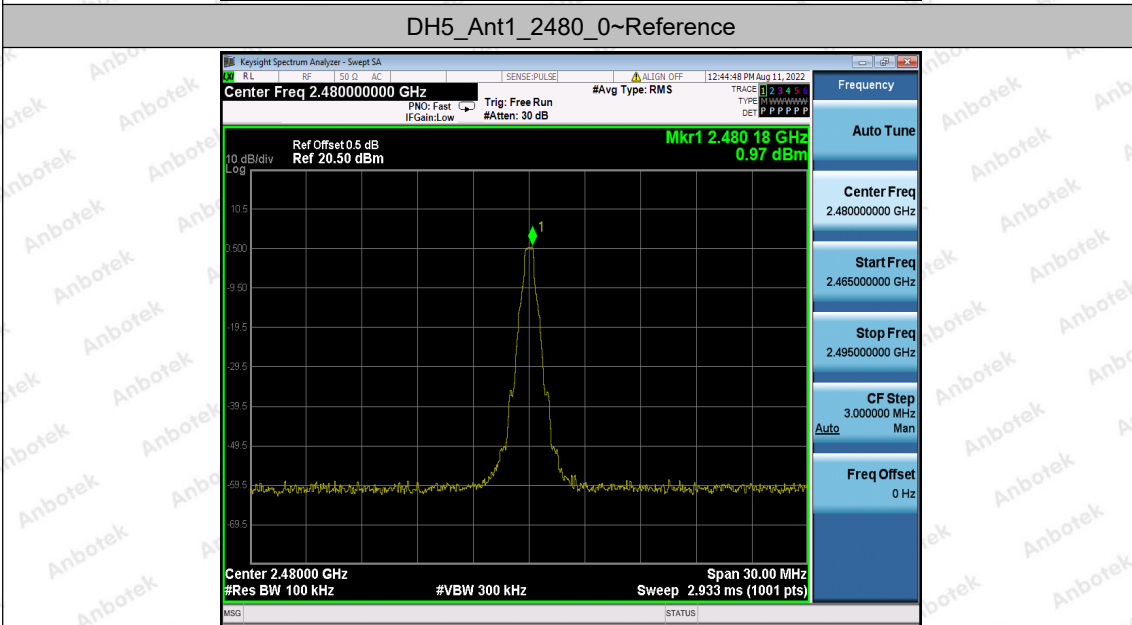 DH5_Ant1_2480_0~Reference
Keysight Spectrum Analyzer - Swept SA
LXI RL RF 50 Ω AC SENSE:PULSE ALIGN OFF 12:44:48 PM Aug 11, 2022
Center Freq 2.480000000 GHz
PNO: Fast
IFGain:Low
Trig: Free Run
#Atten: 30 dB
#Avg Type: RMS
TRACE 1 2 3 4 5 6
TYPE M WWWWW
DET P P P P P P
Frequency
Mkr1 2.480 18 GHz
0.97 dBm
Ref Offset 0.5 dB
10 dB/div Ref 20.50 dBm
Log
10.5
0.500
-9.50
-19.5
-29.5
-39.5
-49.5
-59.5
-69.5
1
Center 2.48000 GHz
Span 30.00 MHz
#Res BW 100 kHz
#VBW 300 kHz
Sweep 2.933 ms (1001 pts)
MSG
STATUS
Auto Tune
Center Freq
2.480000000 GHz
Start Freq
2.465000000 GHz
Stop Freq
2.495000000 GHz
CF Step
3.000000 MHz
Auto Man
Freq Offset
0 Hz
Anbotek